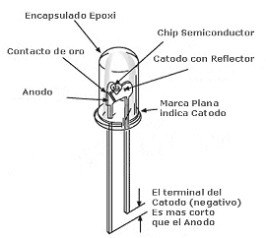 Encapsulado Epoxi
Chip Semiconductor
Contacto de oro
Catodo con Reflector
Anodo
Marca Plana
indica Catodo
El terminal del
Catodo (negativo)
Es mas corto
que el Anodo